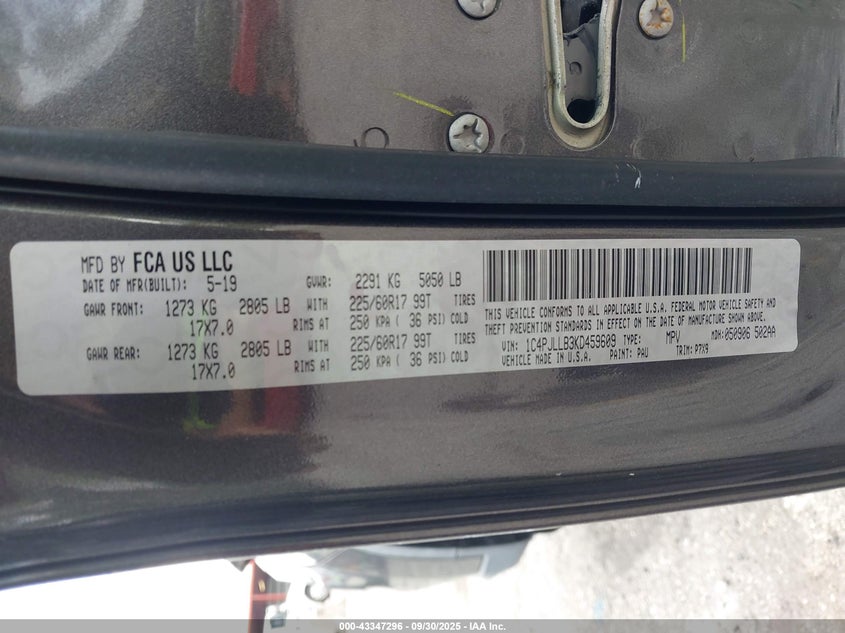 MFD BY FCA US LLC
DATE OF MFR(BUILT): 5-19 GVWR: 2291 KG 5050 LB
GAWR FRONT: 1273 KG 2805 LB WITH 225/60R17 99T TIRES
17X7.0 RIMS AT 250 KPA ( 36 PSI) COLD
GAWR REAR: 1273 KG 2805 LB WITH 225/60R17 99T TIRES
17X7.0 RIMS AT 250 KPA ( 36 PSI) COLD
THIS VEHICLE CONFORMS TO ALL APPLICABLE U.S.A. FEDERAL MOTOR VEHICLE SAFETY AND
THEFT PREVENTION STANDARDS IN EFFECT ON THE DATE OF MANUFACTURE SHOWN ABOVE.
VIN: 1C4PJLLB3KD459609 TYPE: MPV MDH: 050906 502AA
MADE IN U.S.A. PAINT: PAU TRIM: P7X9
000-43347296 - 09/30/2025 - IAA Inc.